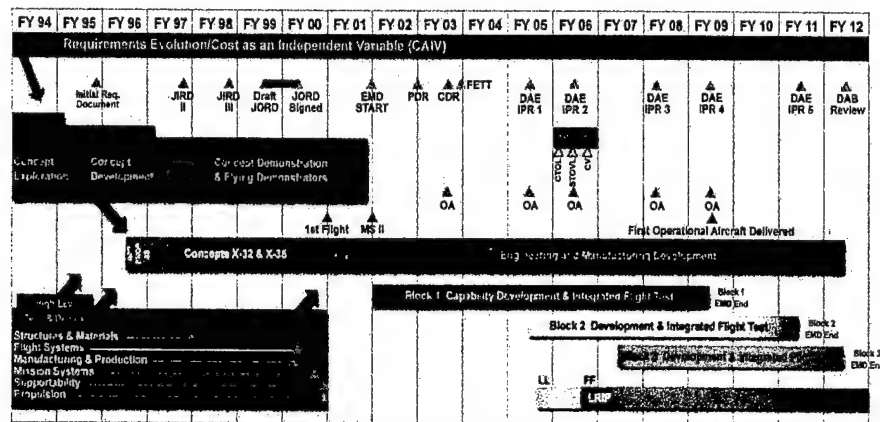 FY 94 FY 95 FY 96 FY 97 FY 98 FY 99 FY 00 FY 01 FY 02 FY 03 FY 04 FY 05 FY 06 FY 07 FY 08 FY 09 FY 10 FY 11 FY 12
Requirements Evolution/Cost as an Independent Variable (CAIV)
Initial Req.
Document
JIRD
II
JIRD
III
Draft
JORD
JORD
Signed
EMD
START
PDR
CDR
FETT
DAE
IPR 1
DAE
IPR 2
DAE
IPR 3
DAE
IPR 4
DAE
IPR 5
DAB
Review
CTOL
STOVL
CV
Concept
Exploration
Concept
Development
Concept Demonstration
& Flying Demonstrators
OA
OA
OA
OA
OA
1st Flight
MS II
First Operational Aircraft Delivered
Concepts X-32 & X-35
Engineering and Manufacturing Development
Block 1 Capability Development & Integrated Flight Test
Block 1
EMD End
Block 2 Development & Integrated Flight Test
Block 2
EMD End
Block 3 Development & Integrated
Block 3
EMD End
Structures & Materials
Flight Systems
Manufacturing & Production
Mission Systems
Supportability
Propulsion
LL
FF
LRIP